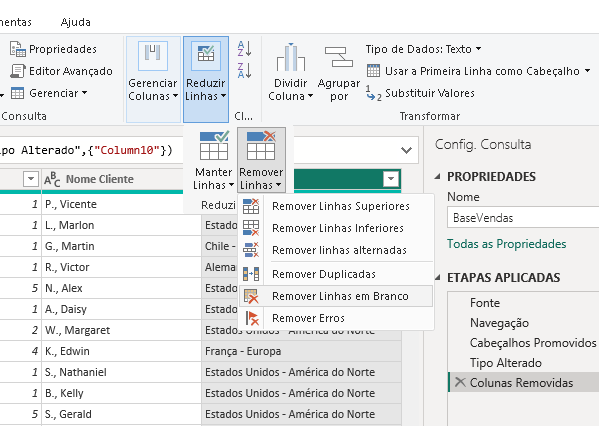 mentas Ajuda
Propriedades
Editor Avançado
Gerenciar
Consulta
Gerenciar
Colunas
Reduzir
Linhas
A
Z
Z
A
Cl...
Dividir
Coluna
Agrupar
por
Tipo de Dados: Texto
Usar a Primeira Linha como Cabeçalho
1
2
Substituir Valores
Transformar
ipo Alterado",{"Column10"})
Manter
Linhas
Remover
Linhas
Reduzi
Remover Linhas Superiores
Remover Linhas Inferiores
Remover linhas alternadas
Remover Duplicadas
Remover Linhas em Branco
Remover Erros
ABC Nome Cliente
1 P., Vicente
1 L., Marlon Estado
1 G., Martin Chile -
1 R., Victor Alema
5 N., Alex Estado
1 A., Daisy Estado
2 W., Margaret Estados Unidos - América do Norte
4 K., Edwin França - Europa
1 S., Nathaniel Estados Unidos - América do Norte
1 B., Kelly Estados Unidos - América do Norte
5 S., Gerald Estados Unidos - América do Norte
Config. Consulta
PROPRIEDADES
Nome
BaseVendas
Todas as Propriedades
ETAPAS APLICADAS
Fonte
Navegação
Cabeçalhos Promovidos
Tipo Alterado
Colunas Removidas